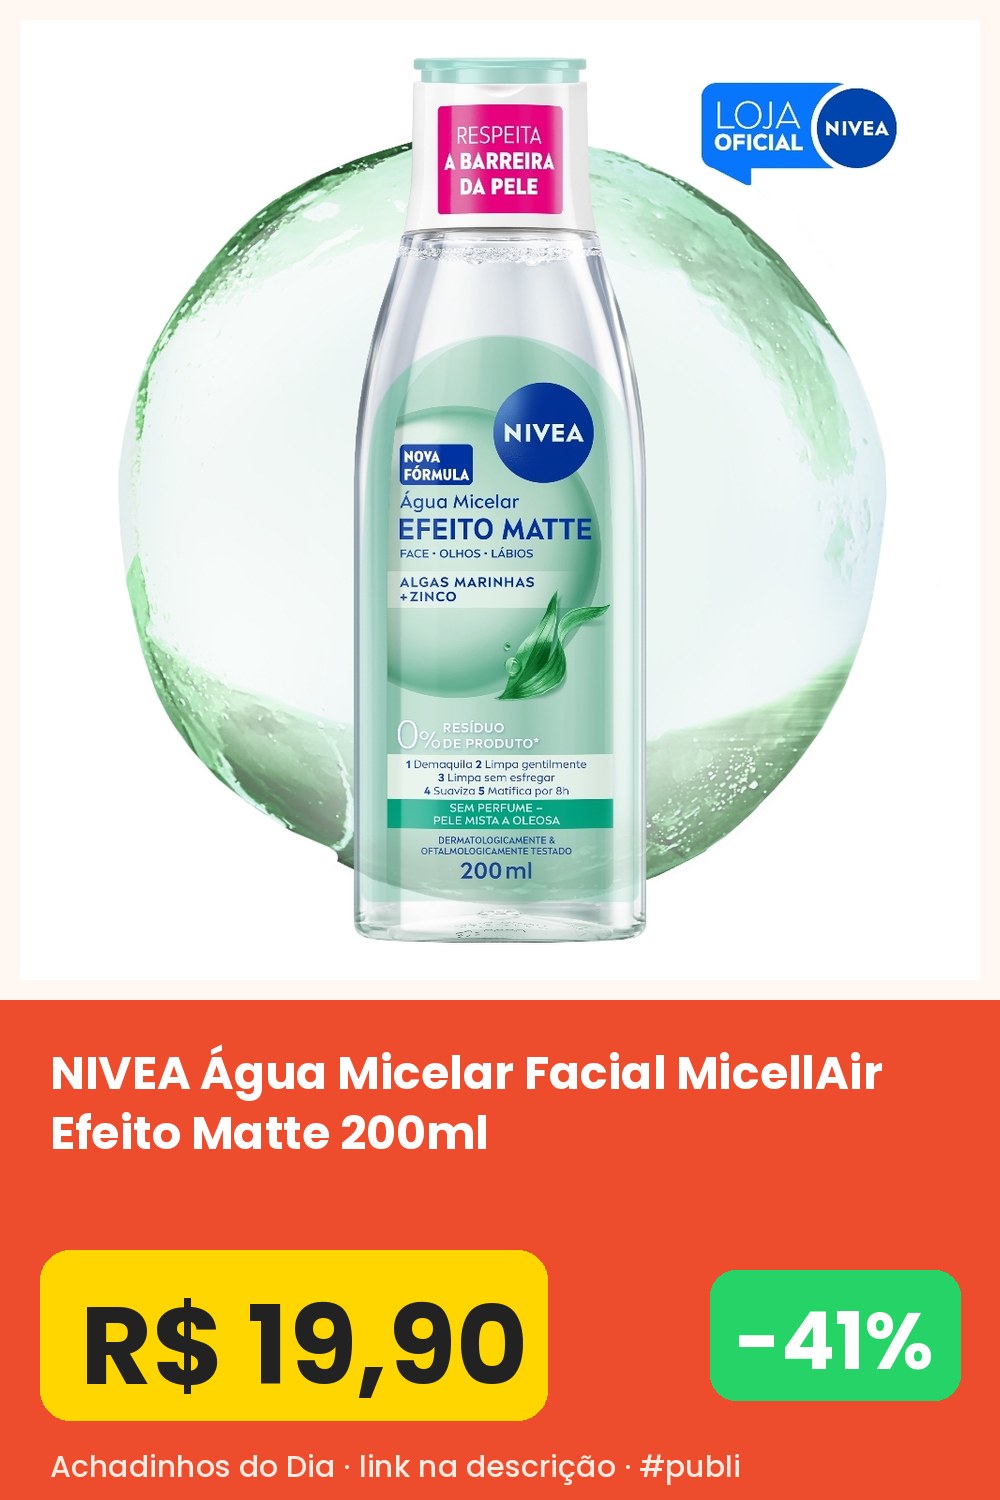 RESPEITA
A BARREIRA
DA PELE
LOJA
OFICIAL
NIVEA
NIVEA
NOVA
FÓRMULA
Água Micelar
EFEITO MATTE
FACE • OLHOS • LÁBIOS
ALGAS MARINHAS
+ZINCO
0% RESÍDUO
DE PRODUTO*
1 Demaquila 2 Limpa gentilmente
3 Limpa sem esfregar
4 Suaviza 5 Matifica por 8h
SEM PERFUME –
PELE MISTA A OLEOSA
DERMATOLOGICAMENTE &
OFTALMOLOGICAMENTE TESTADO
200 ml
NIVEA Água Micelar Facial MicellAir
Efeito Matte 200ml
R$ 19,90
-41%
Achadinhos do Dia · link na descrição · #publi